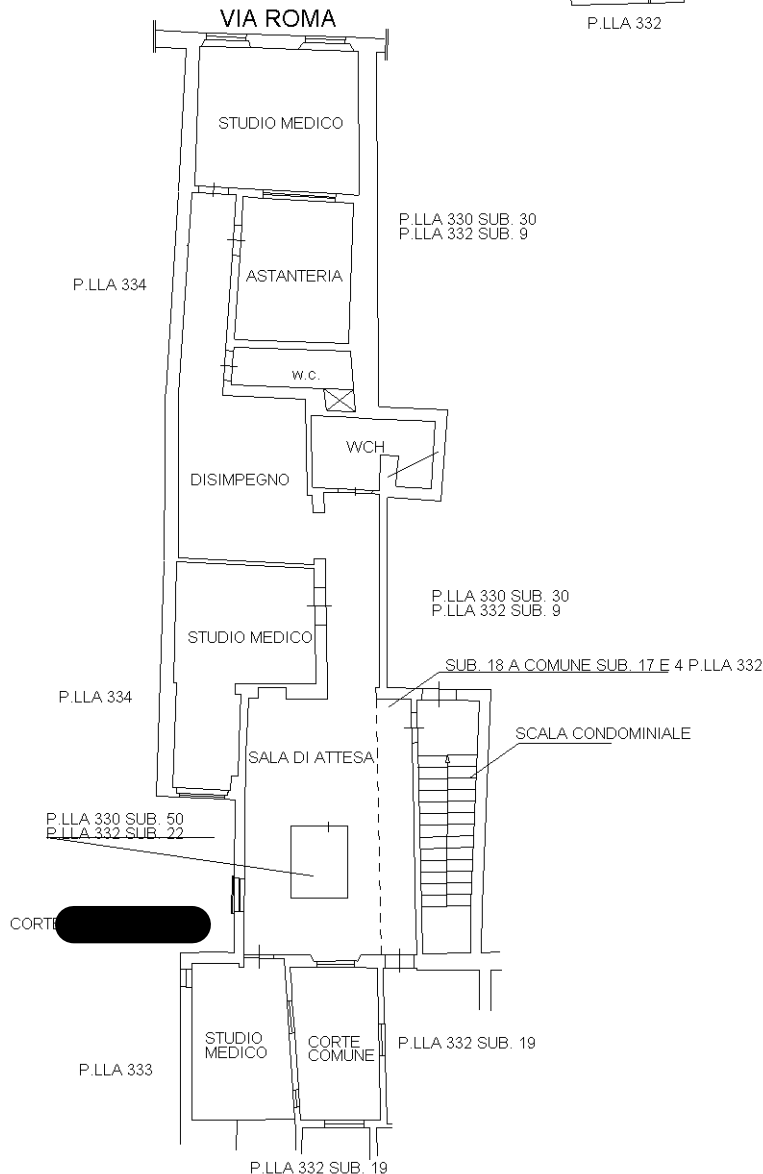 VIA ROMA
P.LLA 332
STUDIO MEDICO
P.LLA 330 SUB. 30
P.LLA 332 SUB. 9
P.LLA 334
ASTANTERIA
W.C.
WCH
DISIMPEGNO
P.LLA 330 SUB. 30
P.LLA 332 SUB. 9
STUDIO MEDICO
SUB. 18 A COMUNE SUB. 17 E 4 P.LLA 332
P.LLA 334
SCALA CONDOMINIALE
SALA DI ATTESA
P.LLA 330 SUB. 50
P.LLA 332 SUB. 22
CORTE
STUDIO
MEDICO
CORTE
COMUNE
P.LLA 332 SUB. 19
P.LLA 333
P.LLA 332 SUB. 19